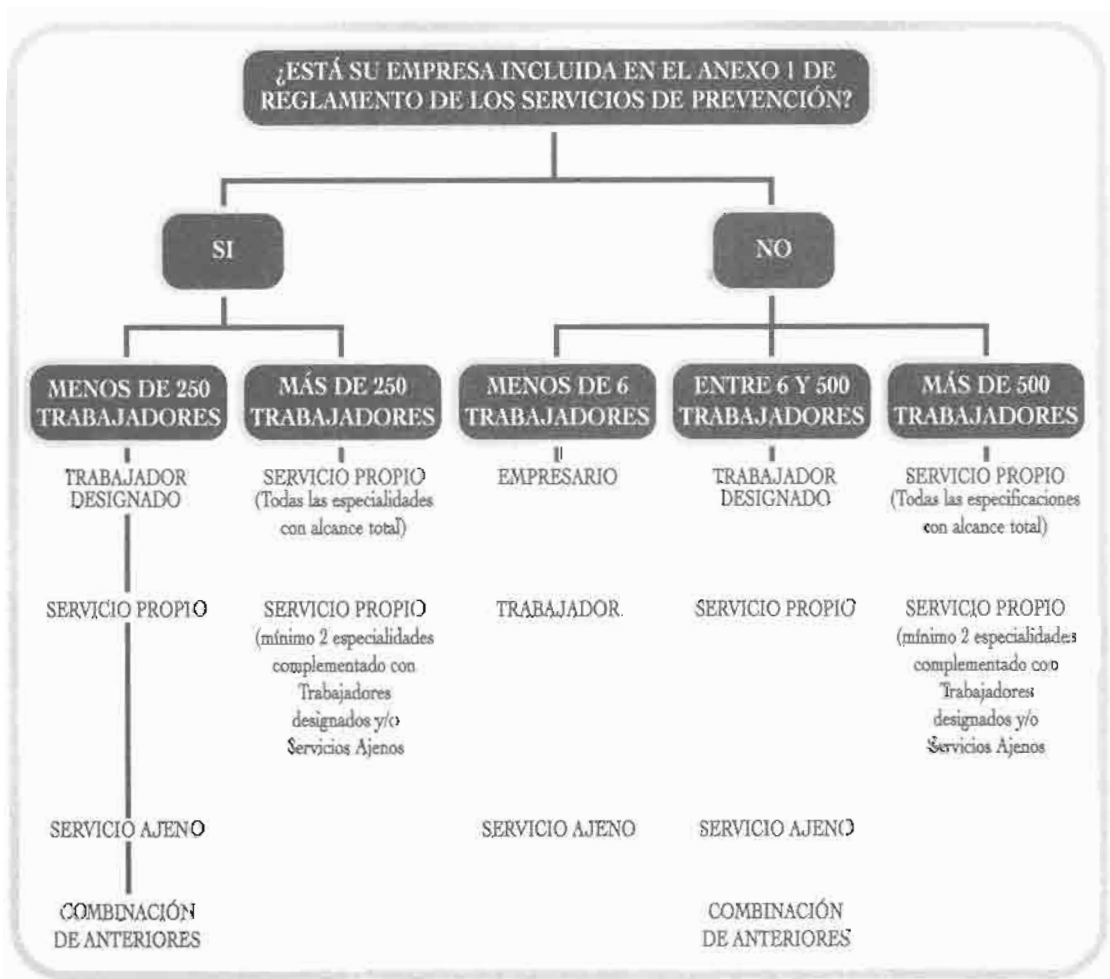 ¿ESTÁ SU EMPRESA INCLUIDA EN EL ANEXO 1 DE
REGLAMENTO DE LOS SERVICIOS DE PREVENCIÓN?
SI
NO
MENOS DE 250
TRABAJADORES
MÁS DE 250
TRABAJADORES
MENOS DE 6
TRABAJADORES
ENTRE 6 Y 500
TRABAJADORES
MÁS DE 500
TRABAJADORES
TRABAJADOR
DESIGNADO
SERVICIO PROPIO
(Todas las especialidades
con alcance total)
EMPRESARIO
TRABAJADOR
DESIGNADO
SERVICIO PROPIO
(Todas las especificaciones
con alcance total)
SERVICIO PROPIO
SERVICIO PROPIO
(mínimo 2 especialidades
complementado con
Trabajadores
designados y/o
Servicios Ajenos
TRABAJADOR.
SERVICIO PROPIO
SERVICIO PROPIO
(mínimo 2 especialidades
complementado con
Trabajadores
designados y/o
Servicios Ajenos
SERVICIO AJENO
SERVICIO AJENO
SERVICIO AJENO
COMBINACIÓN
DE ANTERIORES
COMBINACIÓN
DE ANTERIORES